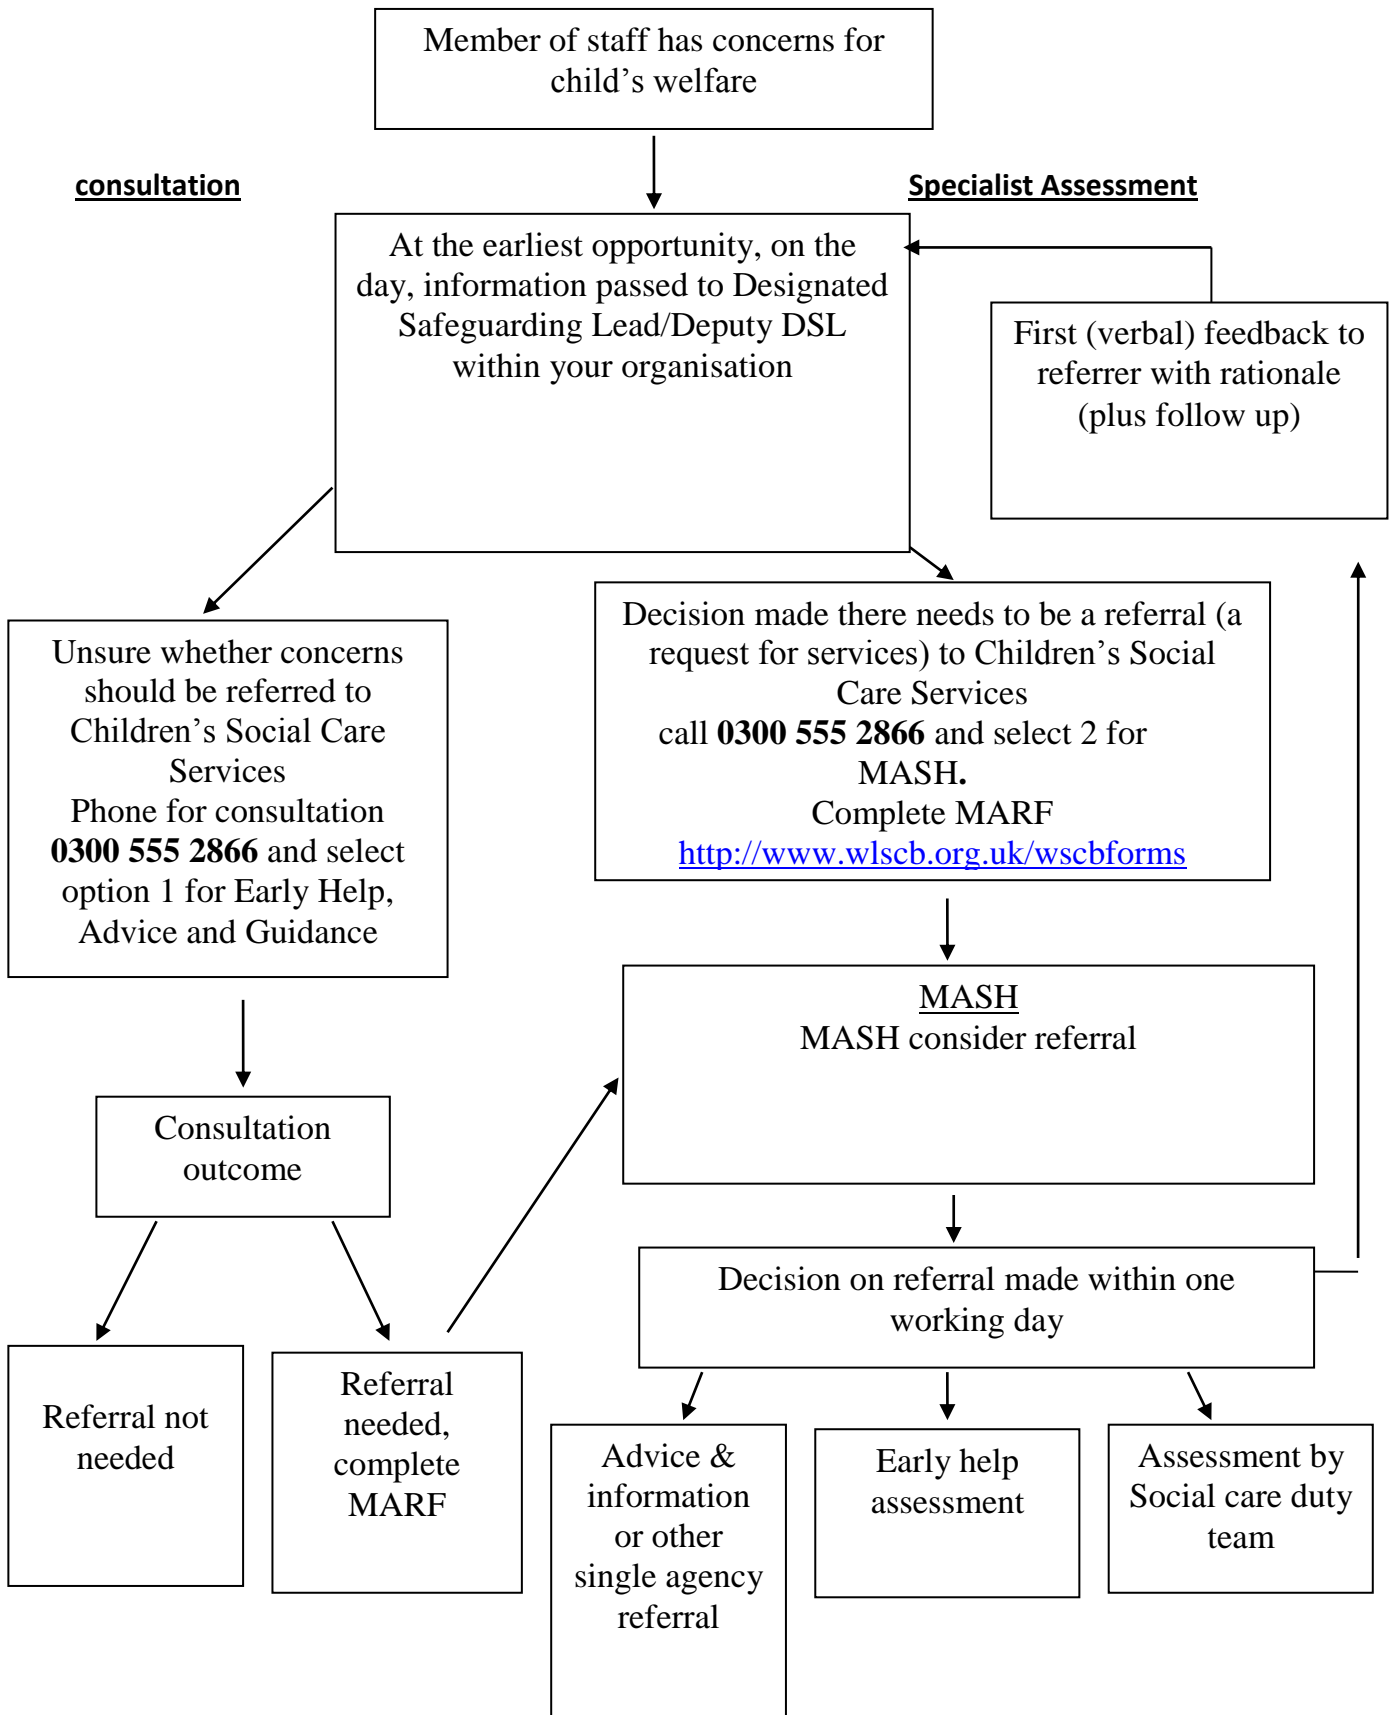 Member of staff has concerns for
child’s welfare
consultation
Specialist Assessment
At the earliest opportunity, on the
day, information passed to Designated
Safeguarding Lead/Deputy DSL
within your organisation
First (verbal) feedback to
referrer with rationale
(plus follow up)
Unsure whether concerns
should be referred to
Children’s Social Care
Services
Phone for consultation
0300 555 2866 and select
option 1 for Early Help,
Advice and Guidance
Decision made there needs to be a referral (a
request for services) to Children’s Social
Care Services
call 0300 555 2866 and select 2 for
MASH.
Complete MARF
http://www.wlscb.org.uk/wscbforms
MASH
MASH consider referral
Consultation
outcome
Decision on referral made within one
working day
Referral not
needed
Referral
needed,
complete
MARF
Advice &
information
or other
single agency
referral
Early help
assessment
Assessment by
Social care duty
team